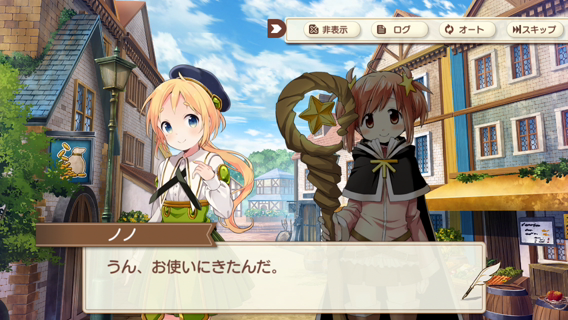 非表示
ログ
オート
スキップ
ノノ
うん、お使いにきたんだ。